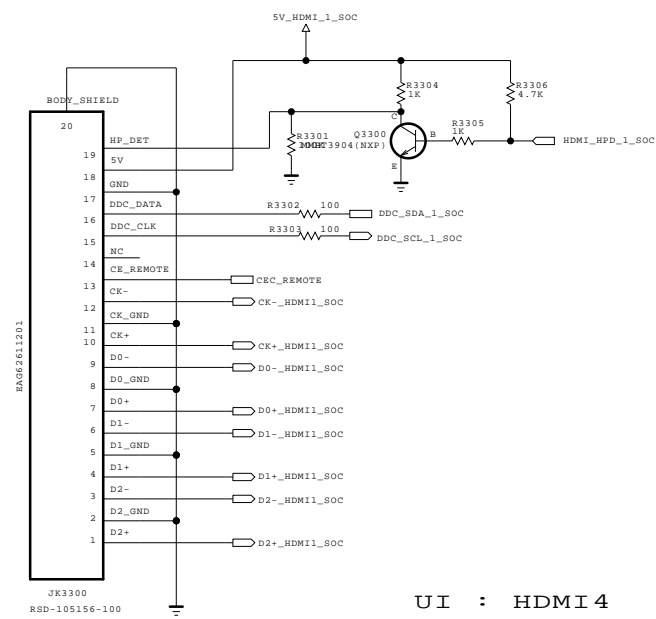 5V_HDMI_1_SOC
BODY_SHIELD
20
R3304
1K
R3306
4.7K
C
Q3300
MMBT3904(NXP)
R3301
B
R3305
1K
HDMI_HPD_1_SOC
E
HP_DET
19
5V
18
GND
17
DDC_DATA
R3302 100
DDC_SDA_1_SOC
16
DDC_CLK
R3303 100
DDC_SCL_1_SOC
15
NC
14
CE_REMOTE
CEC_REMOTE
13
CK-
CK-_HDMI1_SOC
12
CK_GND
11
CK+
10
CK+_HDMI1_SOC
D0-
D0-_HDMI1_SOC
9
D0_GND
8
D0+
D0+_HDMI1_SOC
7
D1-
D1-_HDMI1_SOC
6
D1_GND
5
D1+
D1+_HDMI1_SOC
4
D2-
D2-_HDMI1_SOC
3
D2_GND
2
D2+
D2+_HDMI1_SOC
1
EAG62611201
JK3300
RSD-105156-100
UI : HDMI4